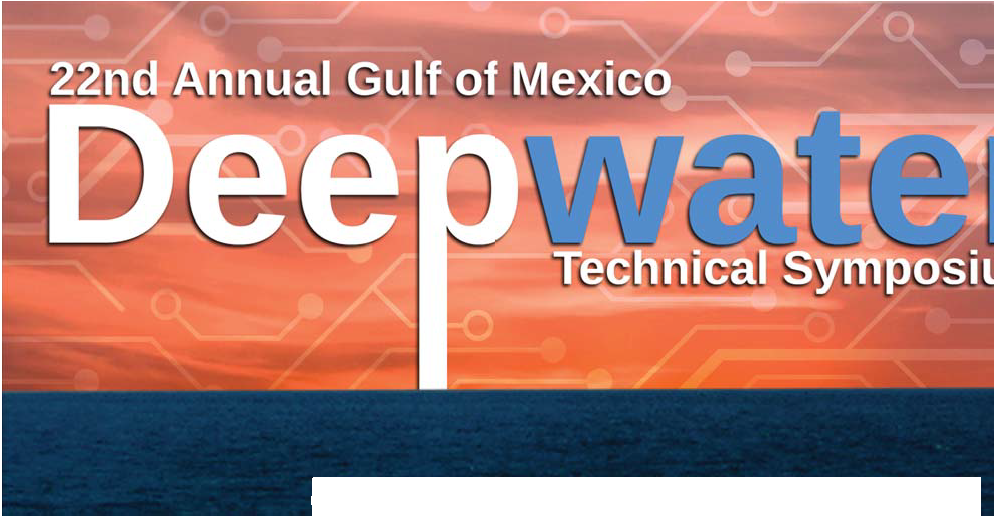 22nd Annual Gulf of Mexico
Deepwater
Technical Symposiu